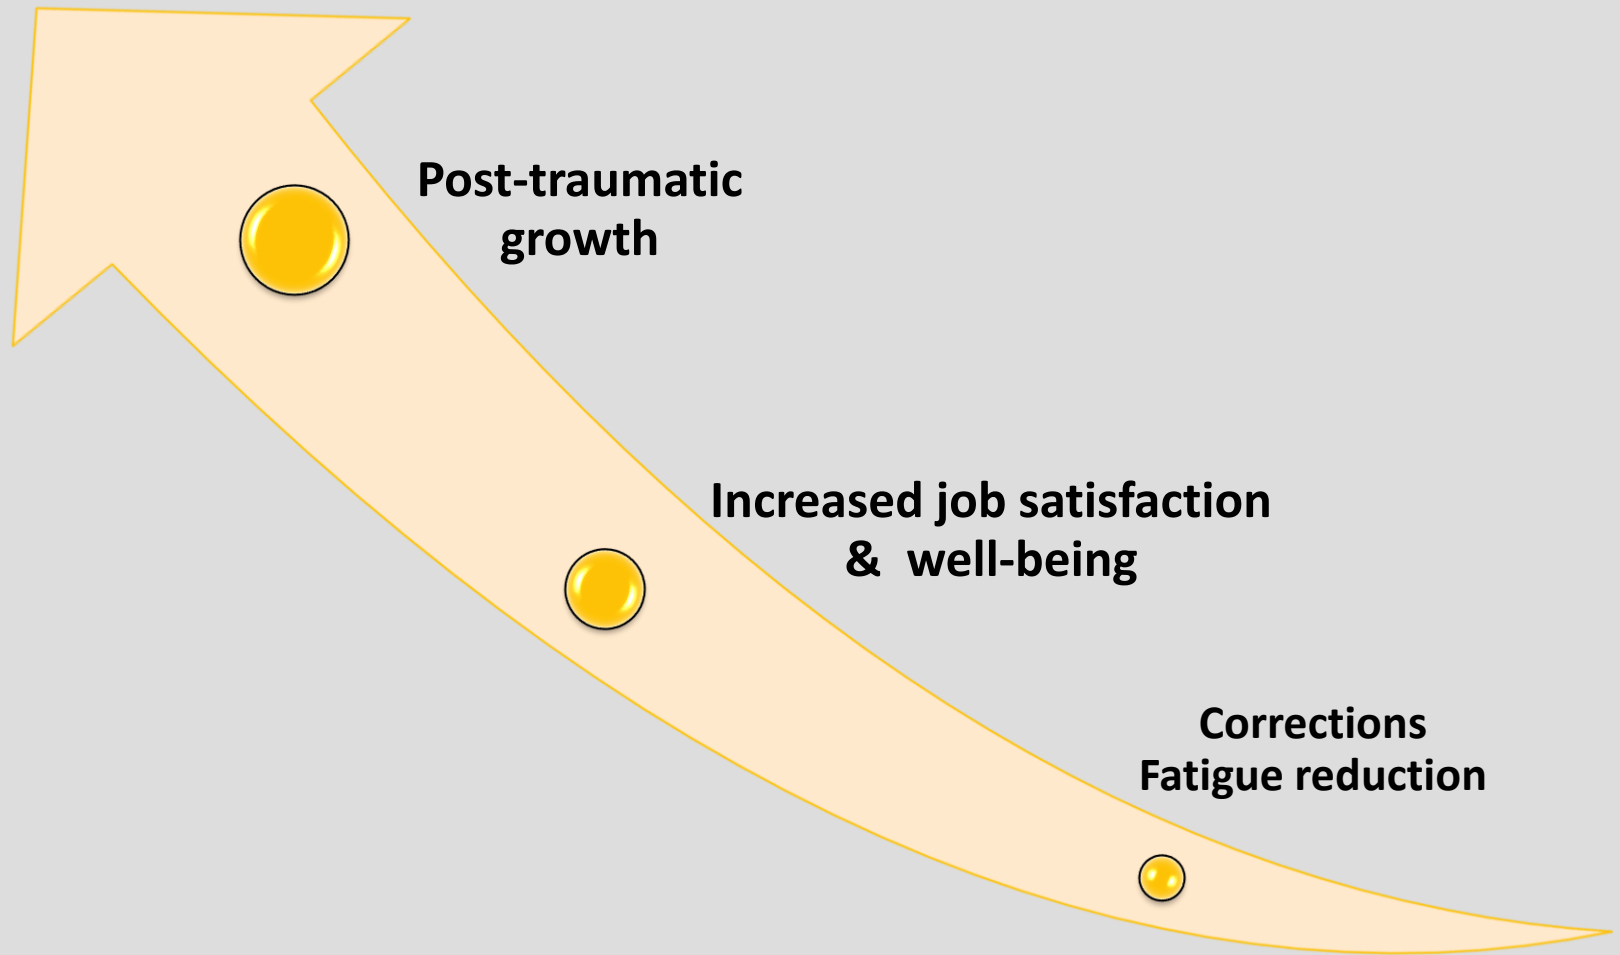 Post-traumatic
growth
Increased job satisfaction
& well-being
Corrections
Fatigue reduction